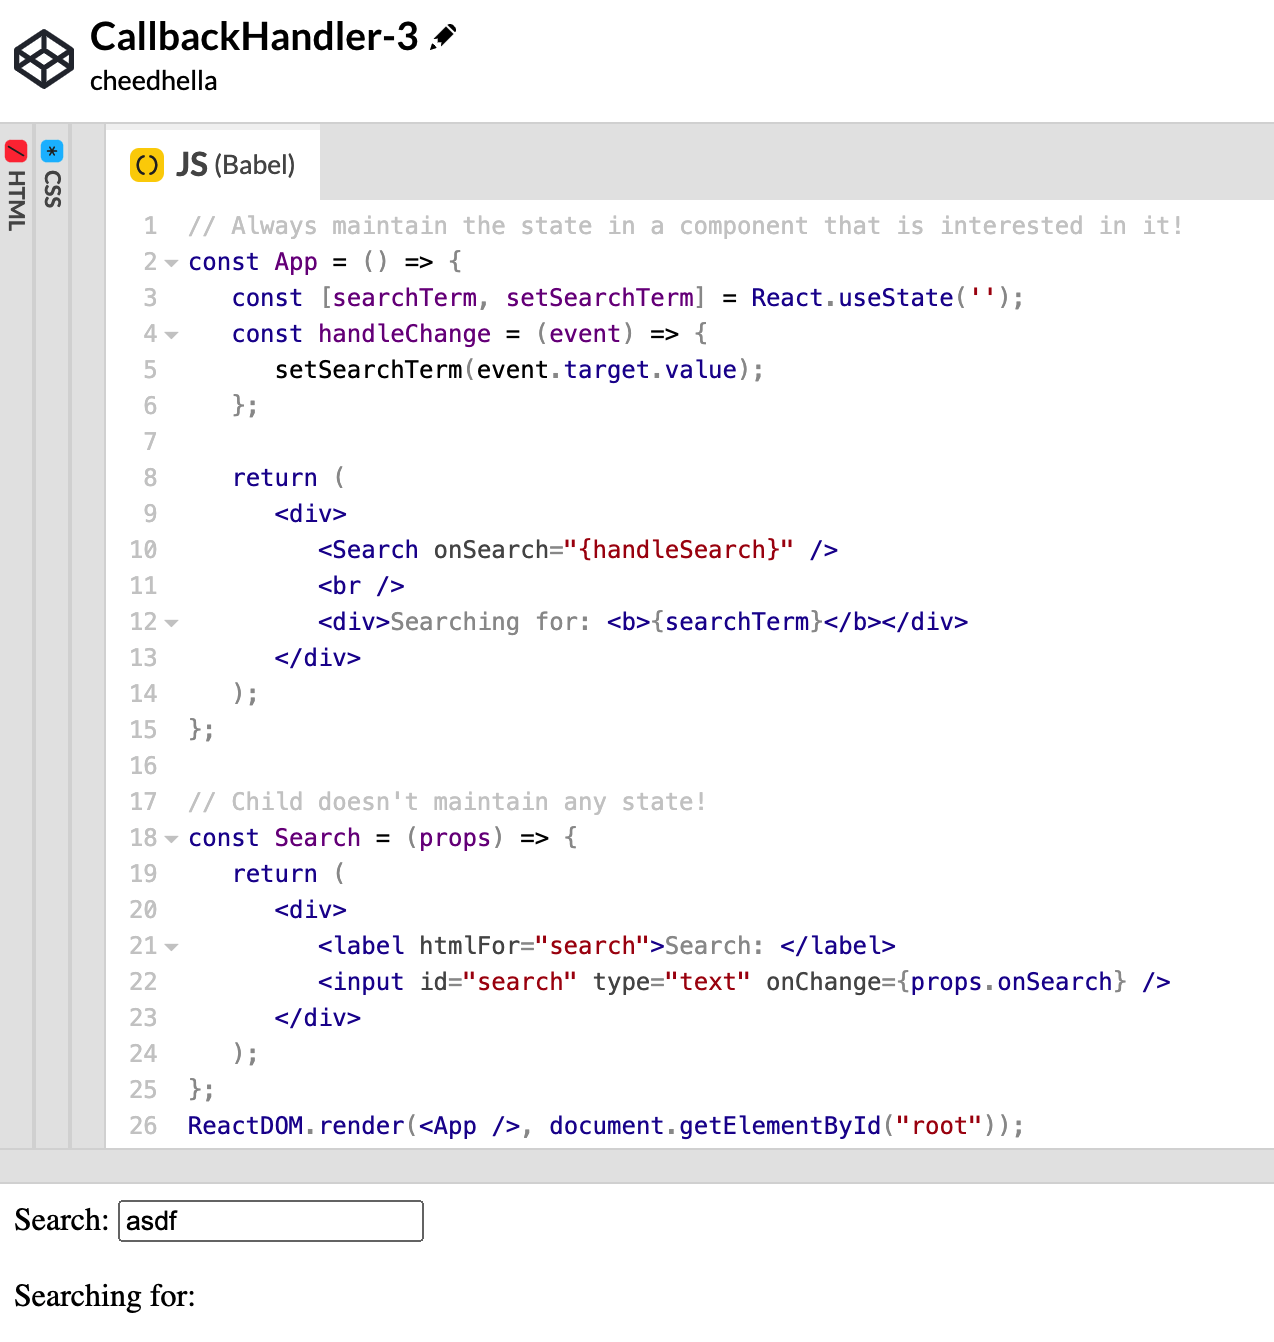 CallbackHandler-3
cheedhella
HTML
CSS
JS (Babel)
1 // Always maintain the state in a component that is interested in it!
2 const App = () => {
3 const [searchTerm, setSearchTerm] = React.useState('');
4 const handleChange = (event) => {
5 setSearchTerm(event.target.value);
6 };
7
8 return (
9 <div>
10 <Search onSearch="{handleSearch}" />
11 <br />
12 <div>Searching for: <b>{searchTerm}</b></div>
13 </div>
14 );
15 };
16
17 // Child doesn't maintain any state!
18 const Search = (props) => {
19 return (
20 <div>
21 <label htmlFor="search">Search: </label>
22 <input id="search" type="text" onChange={props.onSearch} />
23 </div>
24 );
25 };
26 ReactDOM.render(<App />, document.getElementById("root"));
Search: asdf
Searching for: